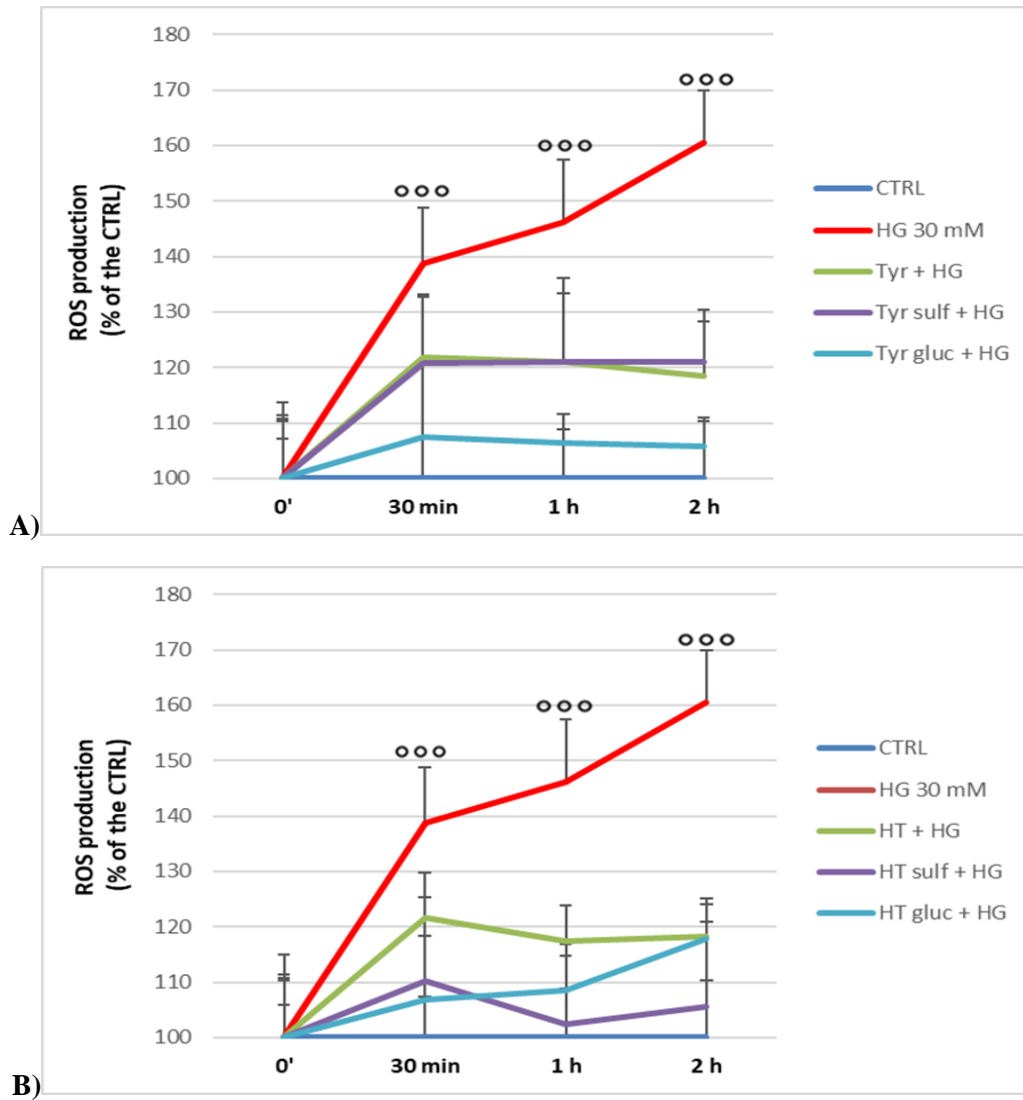 180
170
160
150
140
130
120
110
100
ROS production
(% of the CTRL)
0'
30 min
1 h
2 h
CTRL
HG 30 mM
Tyr + HG
Tyr sulf + HG
Tyr gluc + HG
A)
180
170
160
150
140
130
120
110
100
ROS production
(% of the CTRL)
0'
30 min
1 h
2 h
CTRL
HG 30 mM
HT + HG
HT sulf + HG
HT gluc + HG
B)